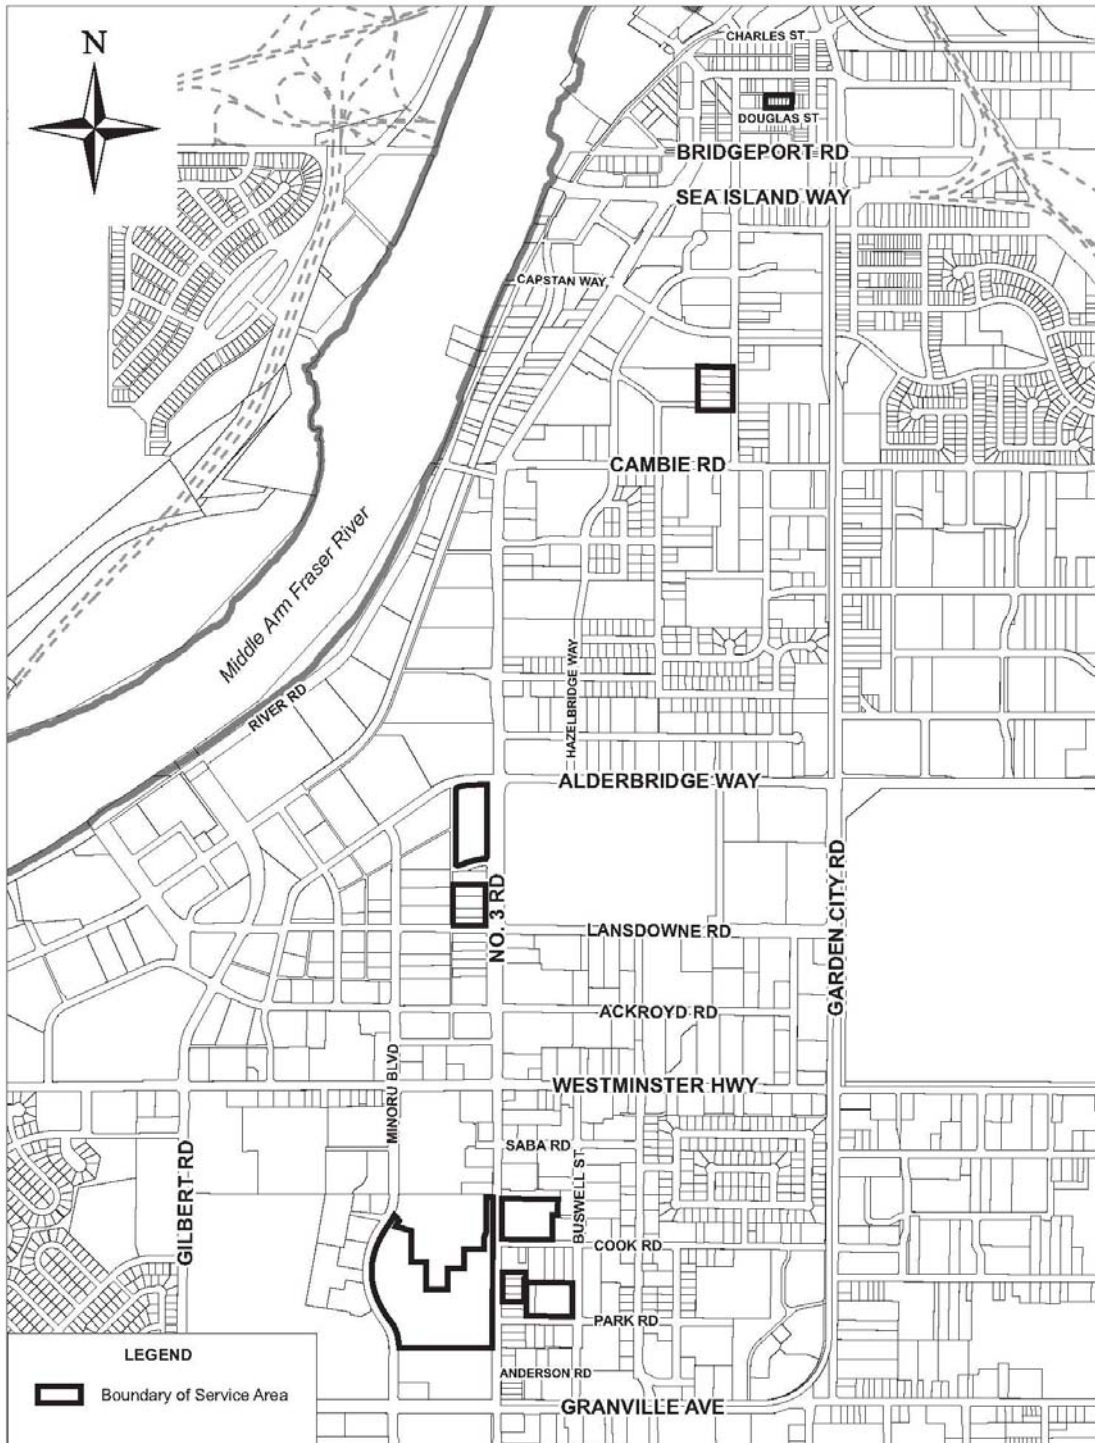 N
CHARLES ST
DOUGLAS ST
BRIDGEPORT RD
SEA ISLAND WAY
CAPSTAN WAY
CAMBIE RD
Middle Arm Fraser River
RIVER RD
HAZELBRIDGE WAY
ALDERBRIDGE WAY
NO. 3 RD
GARDEN CITY RD
LANSDOWNE RD
ACKROYD RD
MINORU BLVD
WESTMINSTER HWY
SABA RD
GILBERT RD
BUSWELL ST
COOK RD
PARK RD
ANDERSON RD
GRANVILLE AVE
LEGEND
Boundary of Service Area